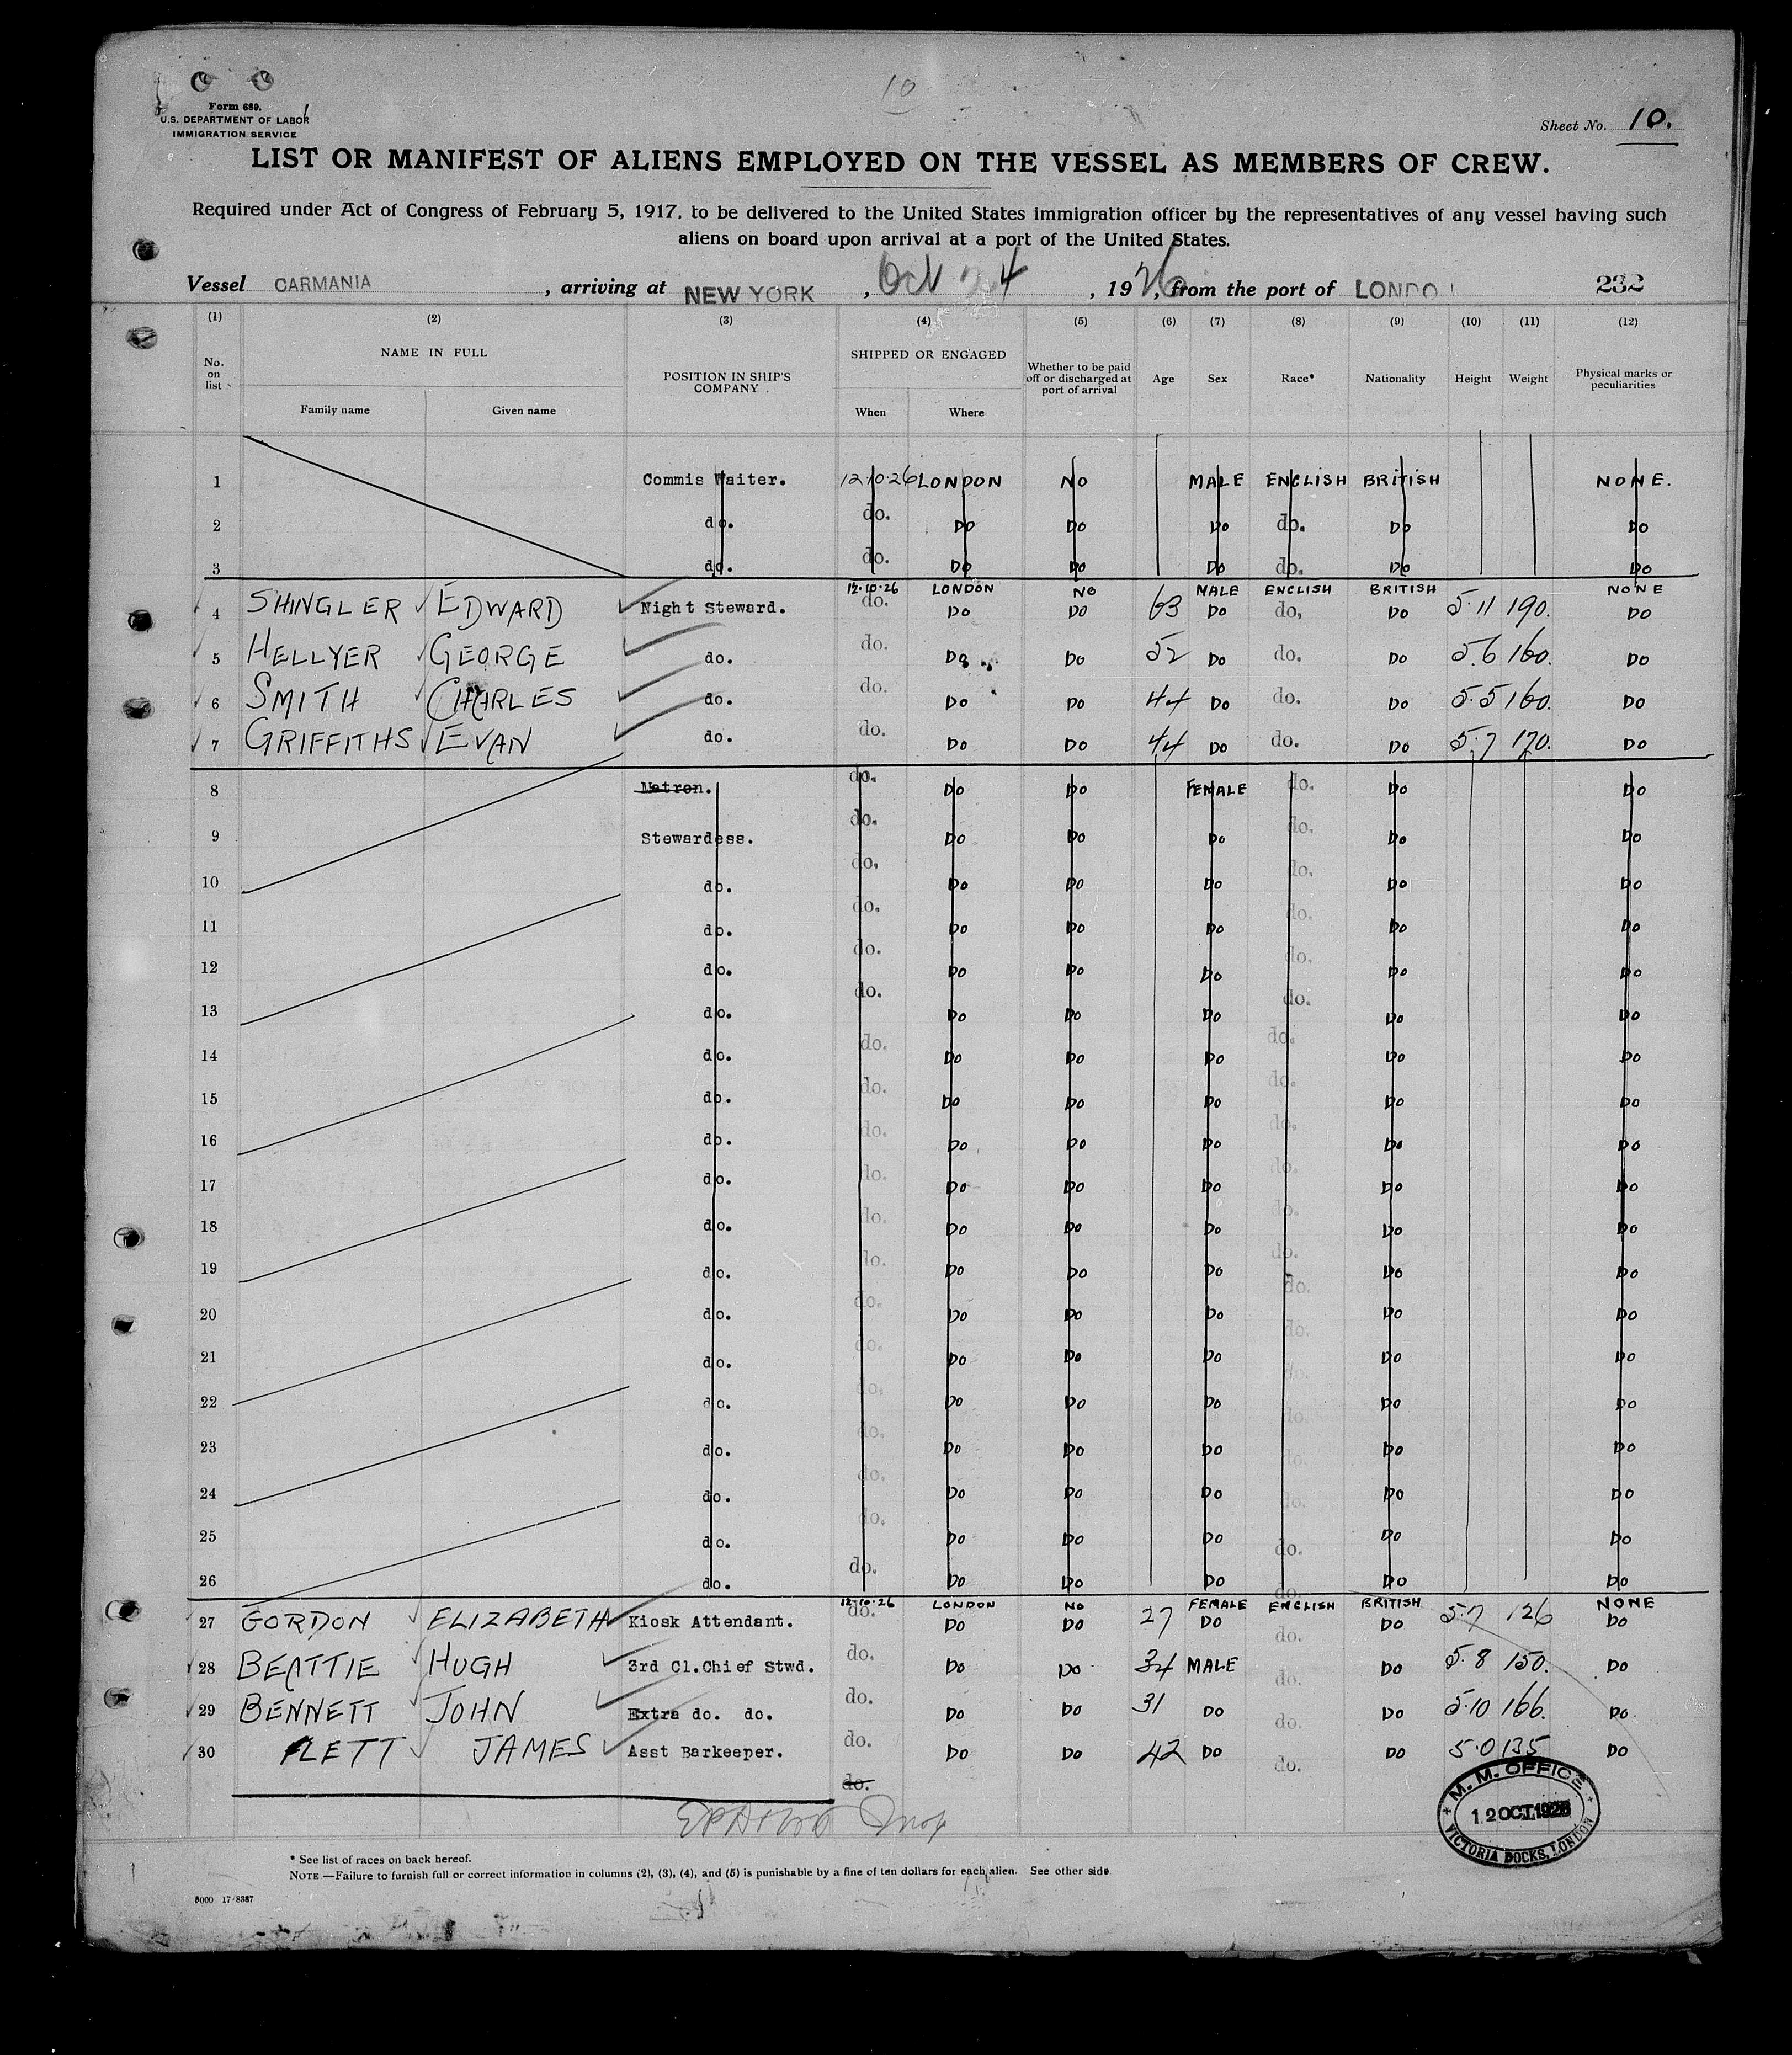 10
Form 689.
U.S. DEPARTMENT OF LABOR
IMMIGRATION SERVICE
Sheet No. 10.
LIST OR MANIFEST OF ALIENS EMPLOYED ON THE VESSEL AS MEMBERS OF CREW.
Required under Act of Congress of February 5, 1917, to be delivered to the United States immigration officer by the representatives of any vessel having such
aliens on board upon arrival at a port of the United States.
Vessel CARMANIA, arriving at NEW YORK, Oct 24, 1926, from the port of LONDO 232
(1) (2) (3) (4) (5) (6) (7) (8) (9) (10) (11) (12)
No. on list NAME IN FULL Family name Given name POSITION IN SHIP'S COMPANY SHIPPED OR ENGAGED When Where Whether to be paid off or discharged at port of arrival Age Sex Race* Nationality Height Weight Physical marks or peculiarities
1 Commis Waiter. 12.10.26 LONDON NO MALE ENGLISH BRITISH NONE.
2 do. do. DO DO DO do. DO DO
3 do. do. DO DO DO do. DO DO
12.10.26 LONDON NO MALE ENGLISH BRITISH NONE
4 SHINGLER EDWARD Night Steward. do. DO DO 63 DO do. DO 5.11 190. DO
5 HELLYER GEORGE do. do. DO DO 52 DO do. DO 5.6 160. DO
6 SMITH CHARLES do. do. DO DO 44 DO do. DO 5.5 160. DO
7 GRIFFITHS EVAN do. do. DO DO 44 DO do. DO 5.7 170. DO
8 Matron. do. DO DO FEMALE do. DO DO
9 Stewardess. do. DO DO DO do. DO DO
10 do. do. DO DO DO do. DO DO
11 do. do. DO DO DO do. DO DO
12 do. do. DO DO DO do. DO DO
13 do. do. DO DO DO do. DO DO
14 do. do. DO DO DO do. DO DO
15 do. do. DO DO DO do. DO DO
16 do. do. DO DO DO do. DO DO
17 do. do. DO DO DO do. DO DO
18 do. do. DO DO DO do. DO DO
19 do. do. DO DO DO do. DO DO
20 do. do. DO DO DO do. DO DO
21 do. do. DO DO DO do. DO DO
22 do. do. DO DO DO do. DO DO
23 do. do. DO DO DO do. DO DO
24 do. do. DO DO DO do. DO DO
25 do. do. DO DO DO do. DO DO
26 do. do. DO DO DO do. DO DO
12.10.26 LONDON NO FEMALE ENGLISH BRITISH NONE
27 GORDON ELIZABETH Kiosk Attendant. do. DO DO 27 DO do. DO 5.7 126 DO
28 BEATTIE HUGH 3rd Cl.Chief Stwd. do. DO DO 34 MALE do. DO 5.8 150. DO
29 BENNETT JOHN Extra do. do. do. DO DO 31 DO do. DO 5.10 166. DO
30 FLETT JAMES Asst Barkeeper. do. DO DO 42 DO do. DO 5.0 135 DO
do.
M. M. OFFICE
12 OCT 1926
VICTORIA DOCKS, LONDON
* See list of races on back hereof.
NOTE.—Failure to furnish full or correct information in columns (2), (3), (4), and (5) is punishable by a fine of ten dollars for each alien. See other side.